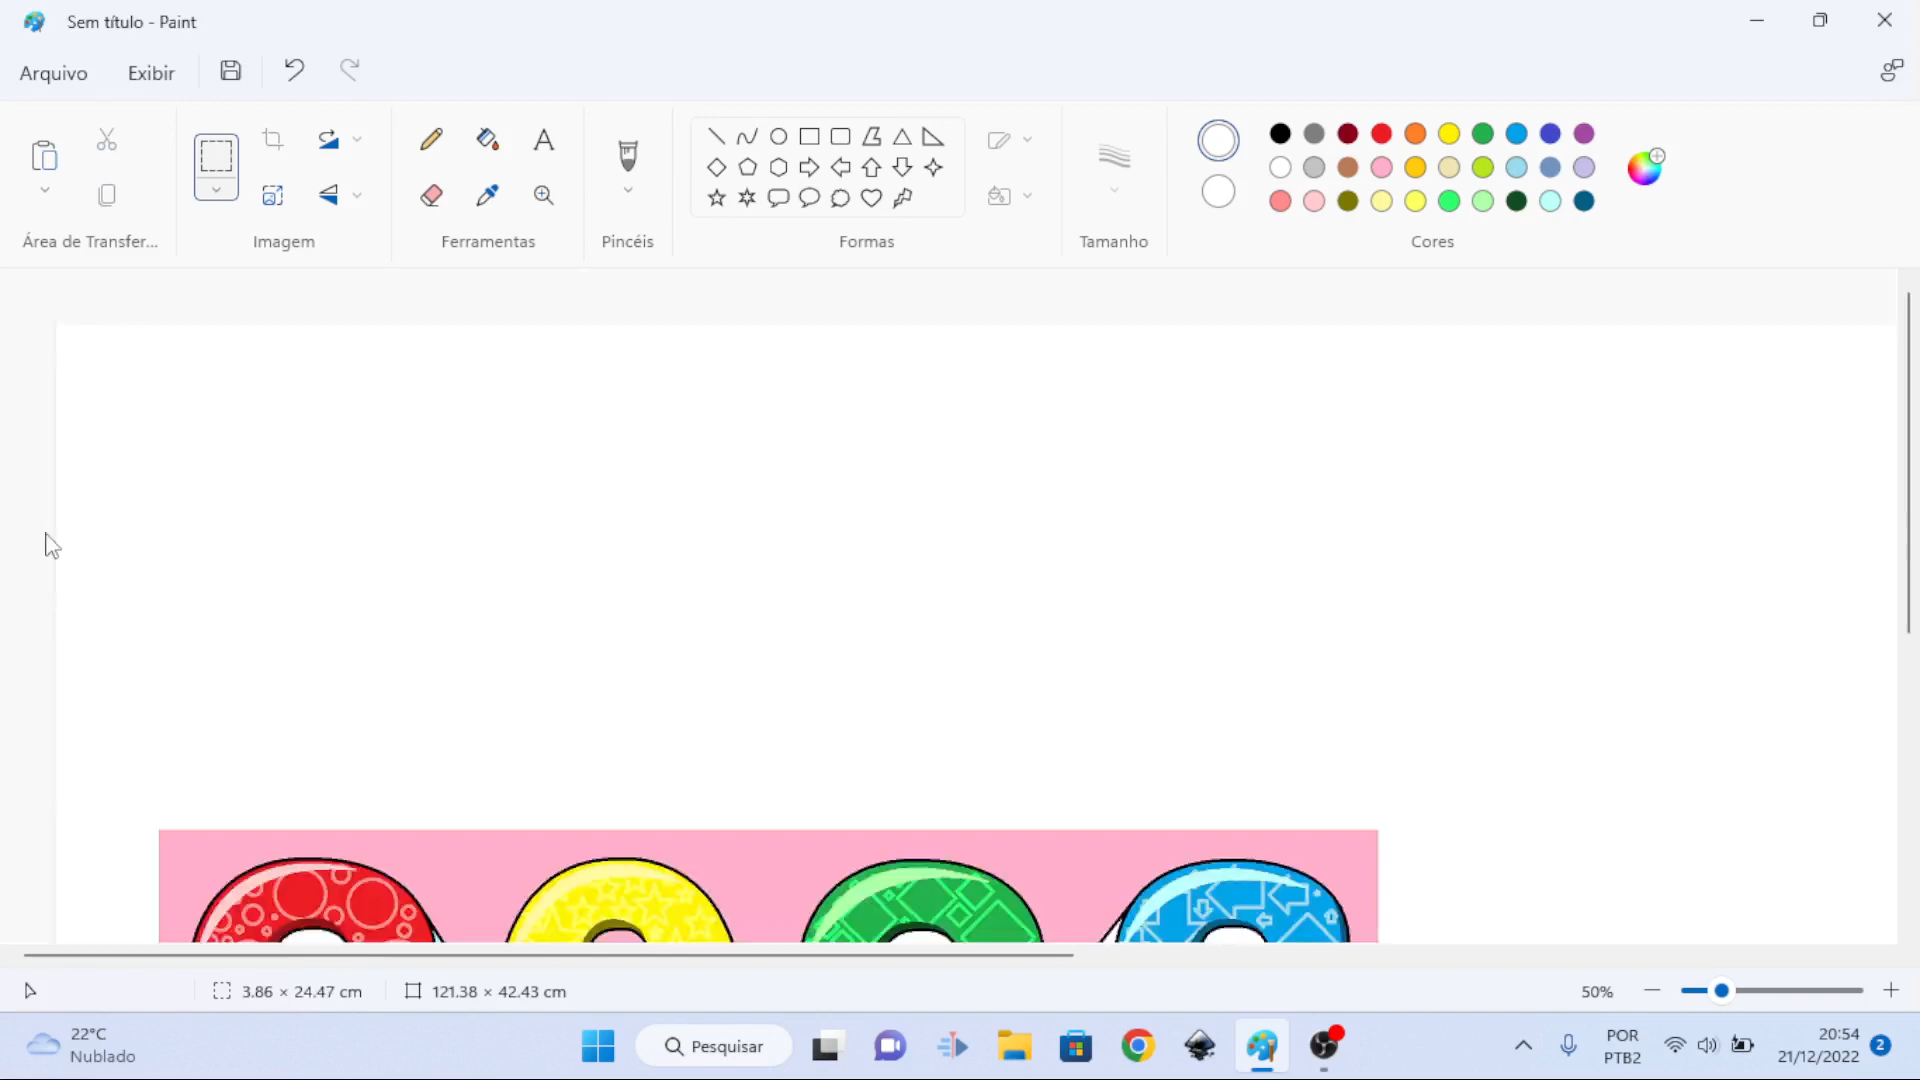 Sem título - Paint
Arquivo Exibir
Área de Transfer... Imagem Ferramentas Pincéis Formas Tamanho Cores
3.86 × 24.47 cm 121.38 × 42.43 cm 50%
22°C
Nublado
Pesquisar
POR
PTB2
20:54
21/12/2022
2